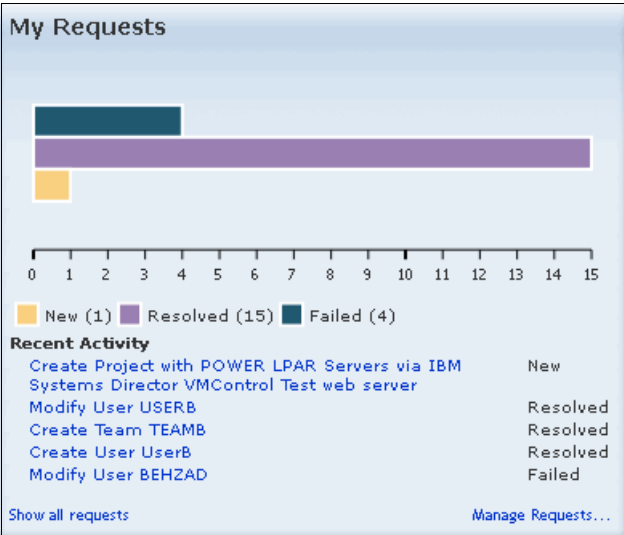 My Requests
0 1 2 3 4 5 6 7 8 9 10 11 12 13 14 15
New (1) Resolved (15) Failed (4)
Recent Activity
Create Project with POWER LPAR Servers via IBM New
Systems Director VMControl Test web server
Modify User USERB Resolved
Create Team TEAMB Resolved
Create User UserB Resolved
Modify User BEHZAD Failed
Show all requests Manage Requests...